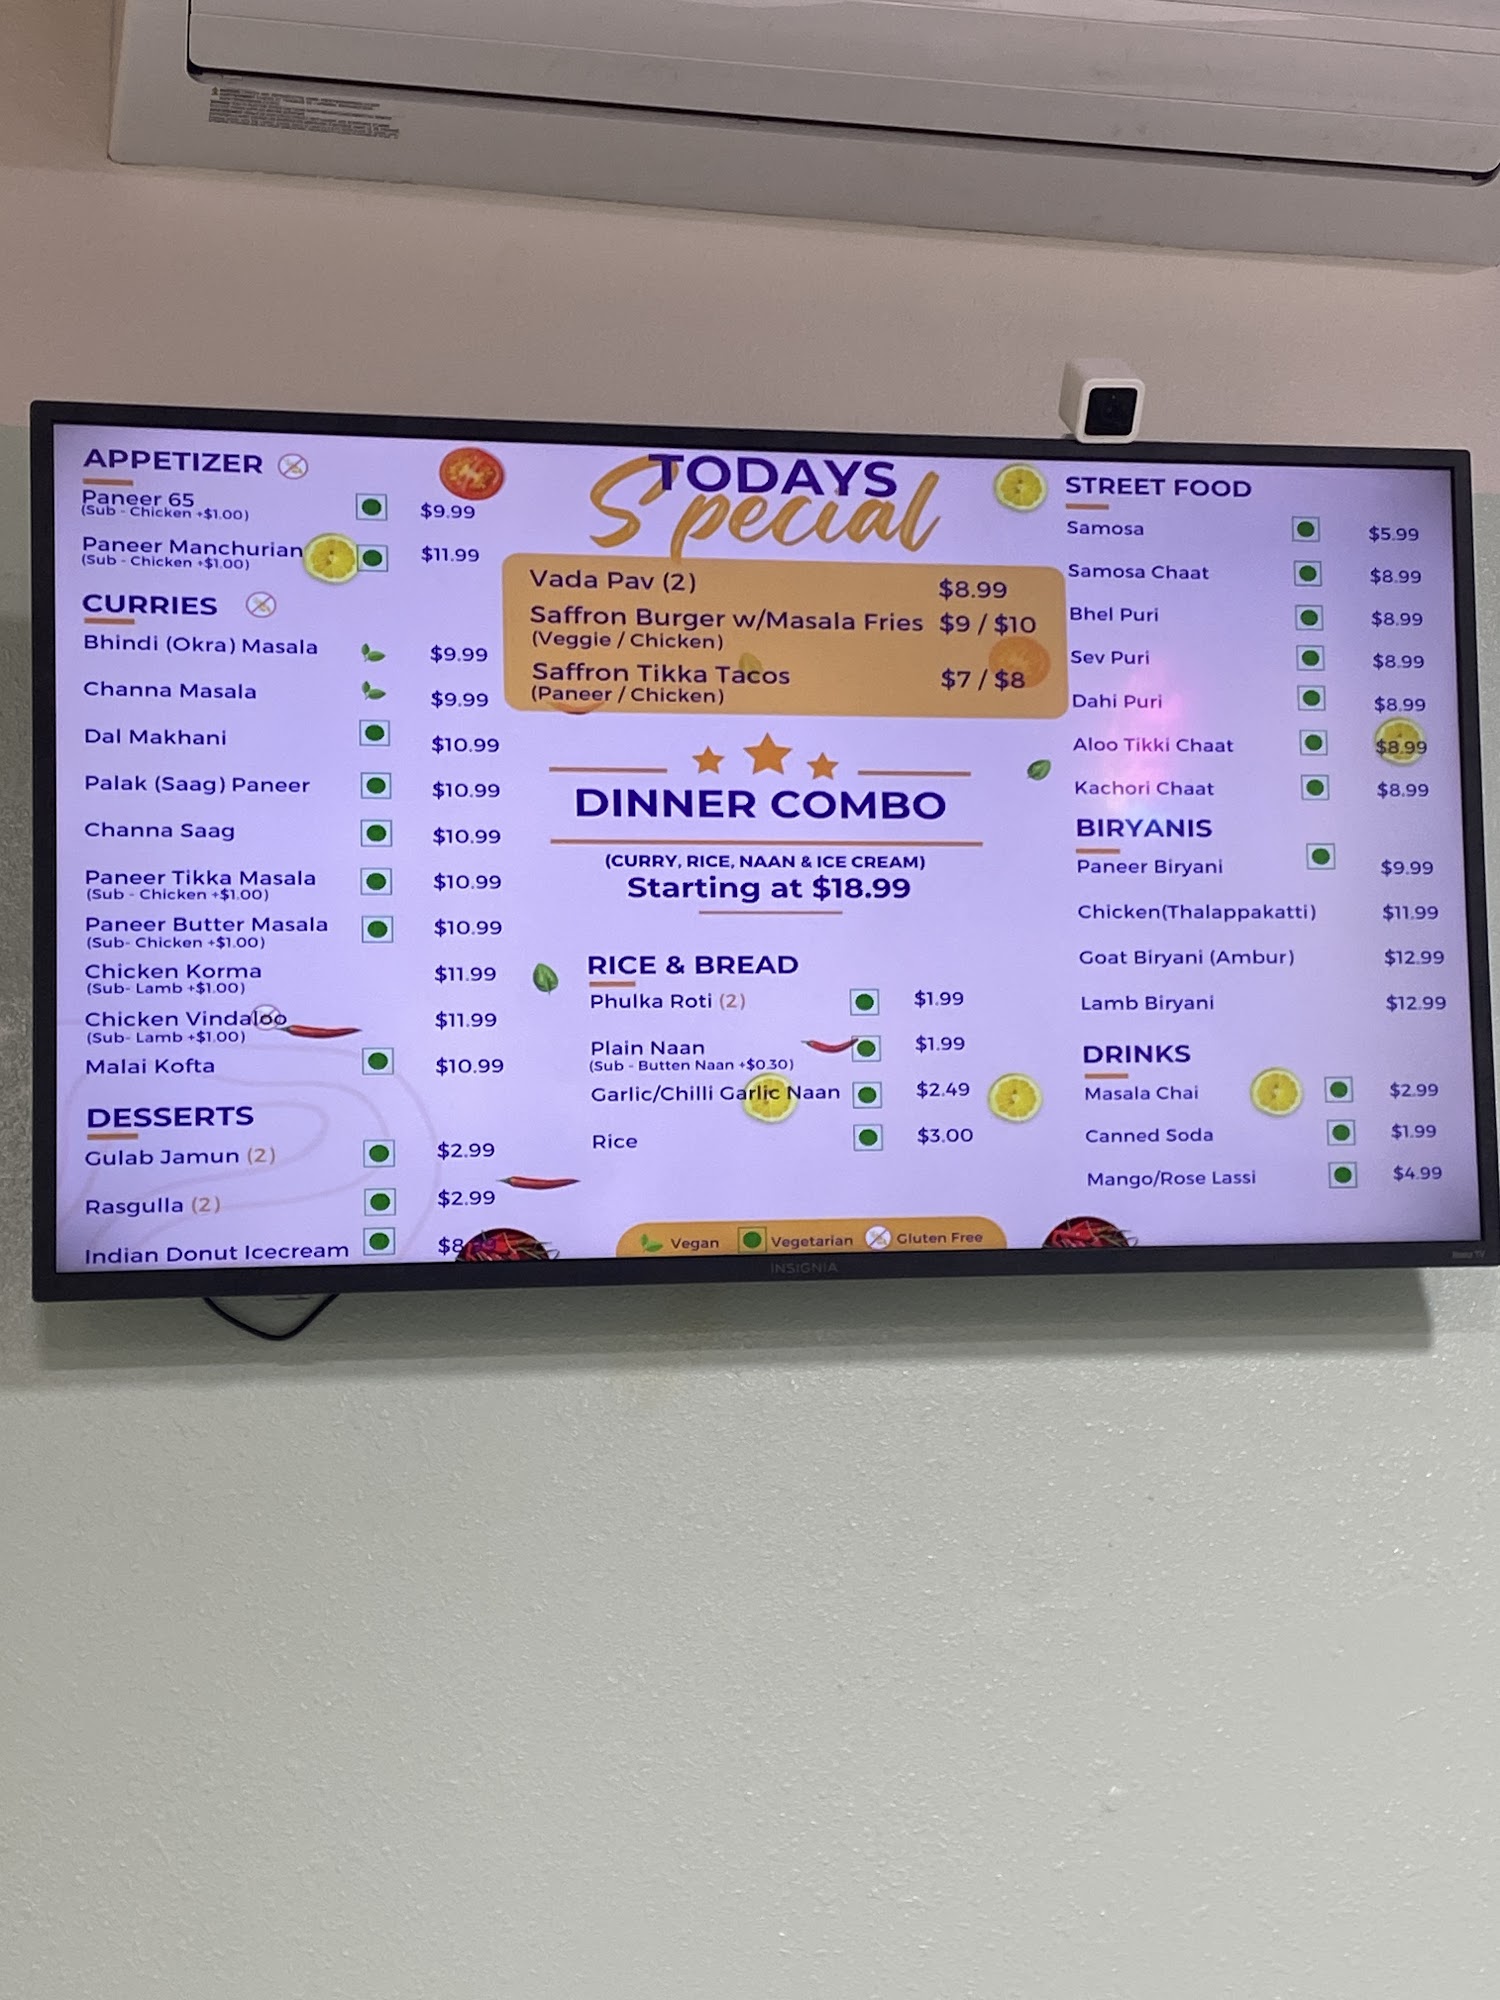 APPETIZER
Paneer 65 $9.99
(Sub - Chicken +$1.00)
Paneer Manchurian $11.99
(Sub - Chicken +$1.00)
CURRIES
Bhindi (Okra) Masala $9.99
Channa Masala $9.99
Dal Makhani $10.99
Palak (Saag) Paneer $10.99
Channa Saag $10.99
Paneer Tikka Masala $10.99
(Sub - Chicken +$1.00)
Paneer Butter Masala $10.99
(Sub- Chicken +$1.00)
Chicken Korma $11.99
(Sub- Lamb +$1.00)
Chicken Vindaloo $11.99
(Sub- Lamb +$1.00)
Malai Kofta $10.99
DESSERTS
Gulab Jamun (2) $2.99
Rasgulla (2) $2.99
Indian Donut Icecream
TODAYS
Special
Vada Pav (2) $8.99
Saffron Burger w/Masala Fries $9 / $10
(Veggie / Chicken)
Saffron Tikka Tacos $7 / $8
(Paneer / Chicken)
DINNER COMBO
(CURRY, RICE, NAAN & ICE CREAM)
Starting at $18.99
RICE & BREAD
Phulka Roti (2) $1.99
Plain Naan $1.99
(Sub - Butten Naan +$0.30)
Garlic/Chilli Garlic Naan $2.49
Rice $3.00
Vegan Vegetarian Gluten Free
STREET FOOD
Samosa $5.99
Samosa Chaat $8.99
Bhel Puri $8.99
Sev Puri $8.99
Dahi Puri $8.99
Aloo Tikki Chaat $8.99
Kachori Chaat $8.99
BIRYANIS
Paneer Biryani $9.99
Chicken(Thalappakatti) $11.99
Goat Biryani (Ambur) $12.99
Lamb Biryani $12.99
DRINKS
Masala Chai $2.99
Canned Soda $1.99
Mango/Rose Lassi $4.99
INSIGNIA
Roku TV